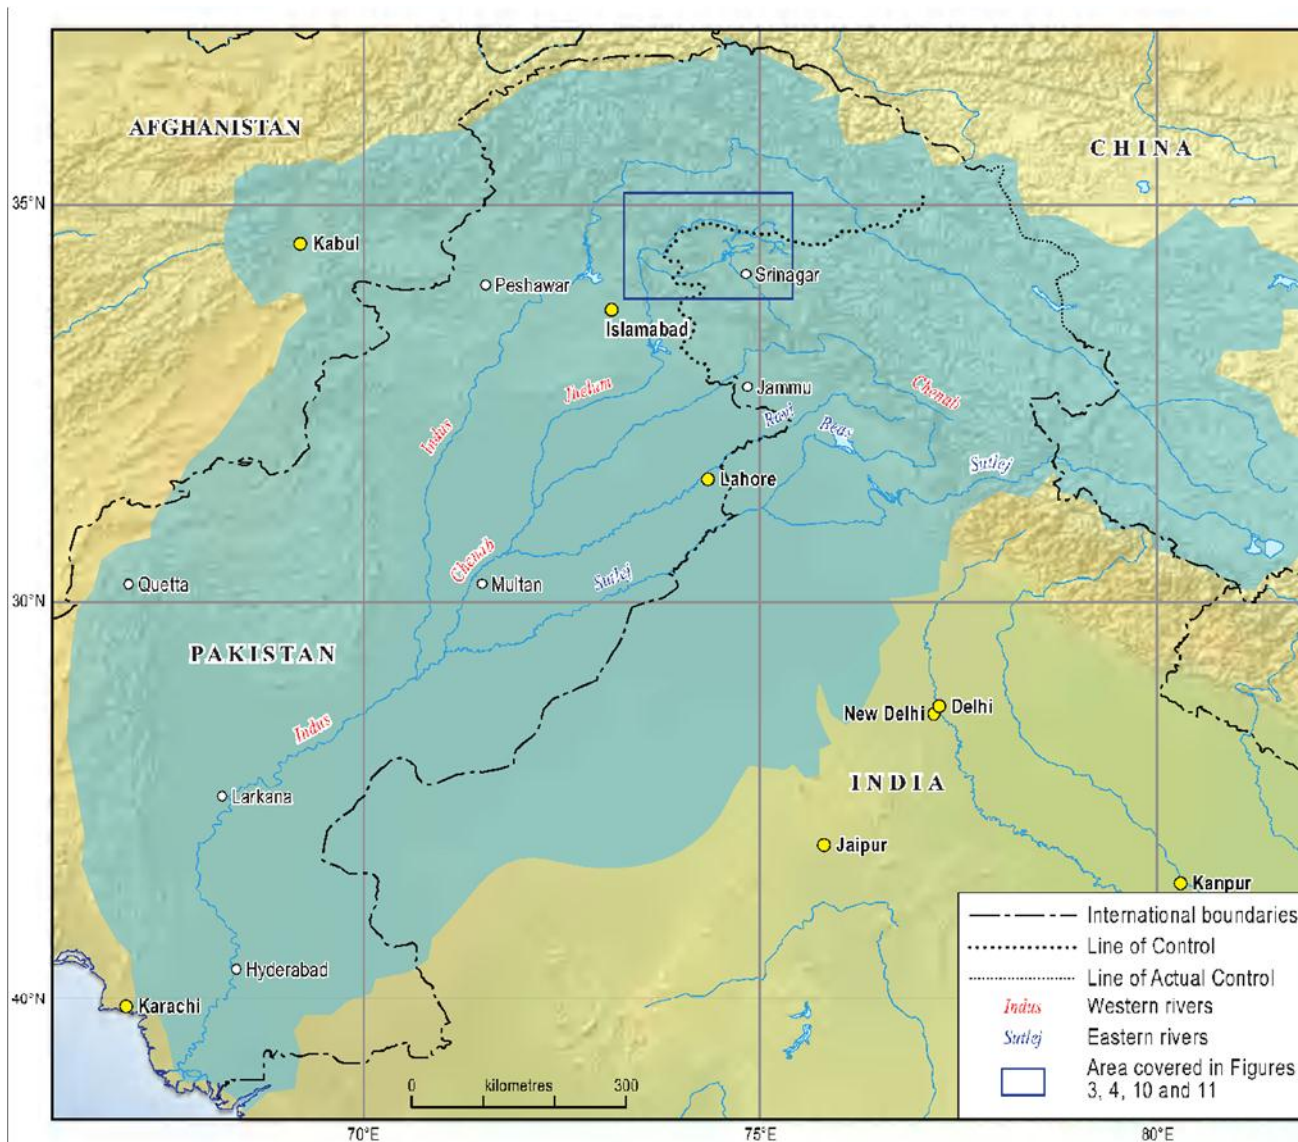 AFGHANISTAN
CHINA
35°N
Kabul
Peshawar
Srinagar
Islamabad
Jhelum
Jammu
Chenab
Indus
Ravi
Beas
Sutlej
Lahore
Chenab
Sutlej
Quetta
Multan
30°N
PAKISTAN
Indus
New Delhi
Delhi
INDIA
Larkana
Jaipur
Kanpur
Hyderabad
40°N
Karachi
0 kilometres 300
International boundaries
Line of Control
Line of Actual Control
Indus Western rivers
Sutlej Eastern rivers
Area covered in Figures
3, 4, 10 and 11
70°E
75°E
80°E